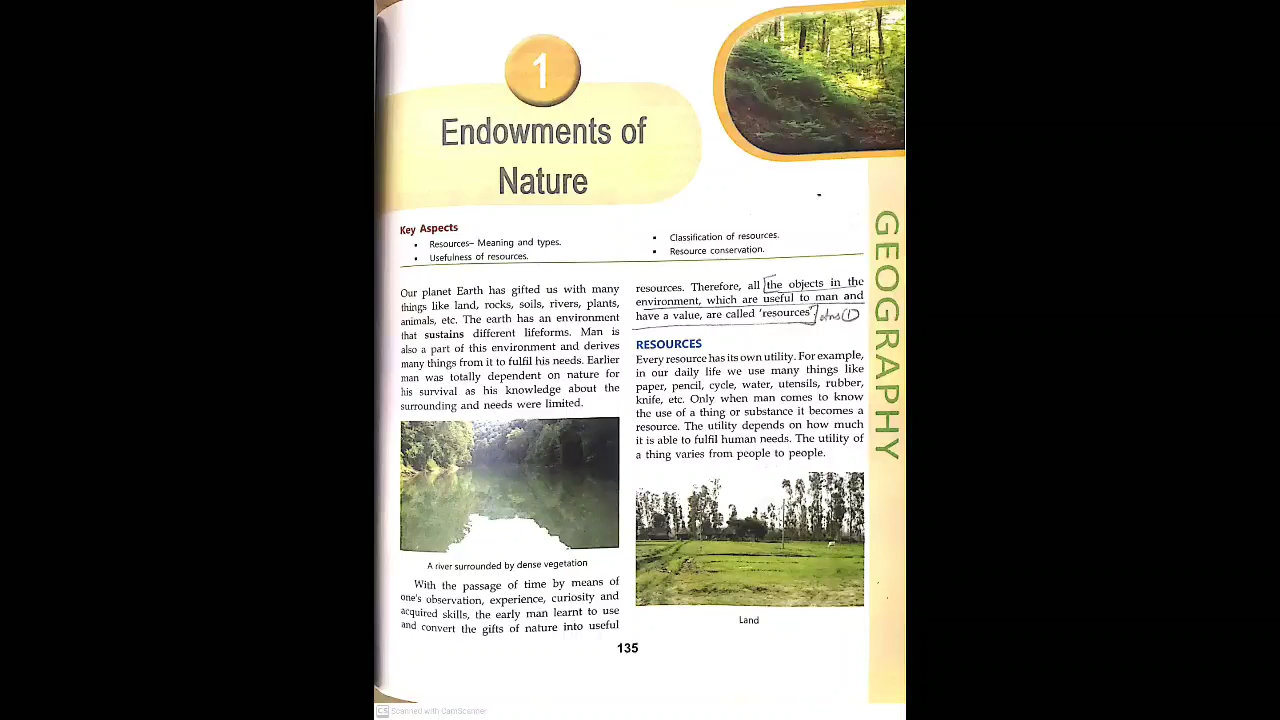 1
Endowments of
Nature
Key Aspects
• Resources– Meaning and types.
• Usefulness of resources.
• Classification of resources.
• Resource conservation.
Our planet Earth has gifted us with many
things like land, rocks, soils, rivers, plants,
animals, etc. The earth has an environment
that sustains different lifeforms. Man is
also a part of this environment and derives
many things from it to fulfil his needs. Earlier
man was totally dependent on nature for
his survival as his knowledge about the
surrounding and needs were limited.
A river surrounded by dense vegetation
With the passage of time by means of
one's observation, experience, curiosity and
acquired skills, the early man learnt to use
and convert the gifts of nature into useful
resources. Therefore, all the objects in the
environment, which are useful to man and
have a value, are called 'resources'
RESOURCES
Every resource has its own utility. For example,
in our daily life we use many things like
paper, pencil, cycle, water, utensils, rubber,
knife, etc. Only when man comes to know
the use of a thing or substance it becomes a
resource. The utility depends on how much
it is able to fulfil human needs. The utility of
a thing varies from people to people.
Land
GEOGRAPHY
135
CS Scanned with CamScanner